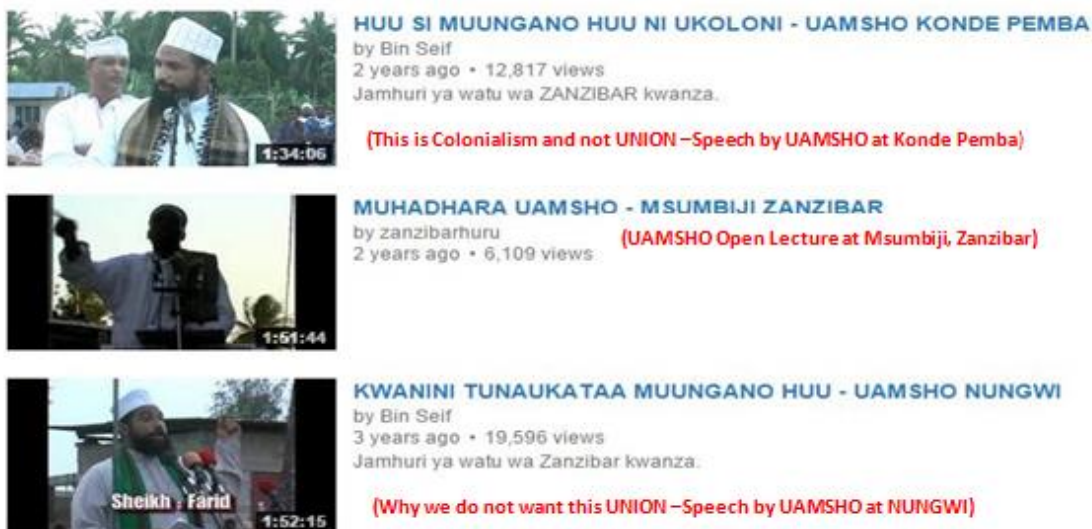 HUU SI MUUNGANO HUU NI UKOLONI - UAMSHO KONDE PEMBA
by Bin Seif
2 years ago • 12,817 views
Jamhuri ya watu wa ZANZIBAR kwanza.
(This is Colonialism and not UNION –Speech by UAMSHO at Konde Pemba)
1:34:06
MUHADHARA UAMSHO - MSUMBIJI ZANZIBAR
by zanzibarhuru
(UAMSHO Open Lecture at Msumbiji, Zanzibar)
2 years ago • 6,109 views
1:51:44
KWANINI TUNAUKATAA MUUNGANO HUU - UAMSHO NUNGWI
by Bin Seif
3 years ago • 19,596 views
Jamhuri ya watu wa Zanzibar kwanza.
Sheikh : Farid
(Why we do not want this UNION –Speech by UAMSHO at NUNGWI)
1:52:15